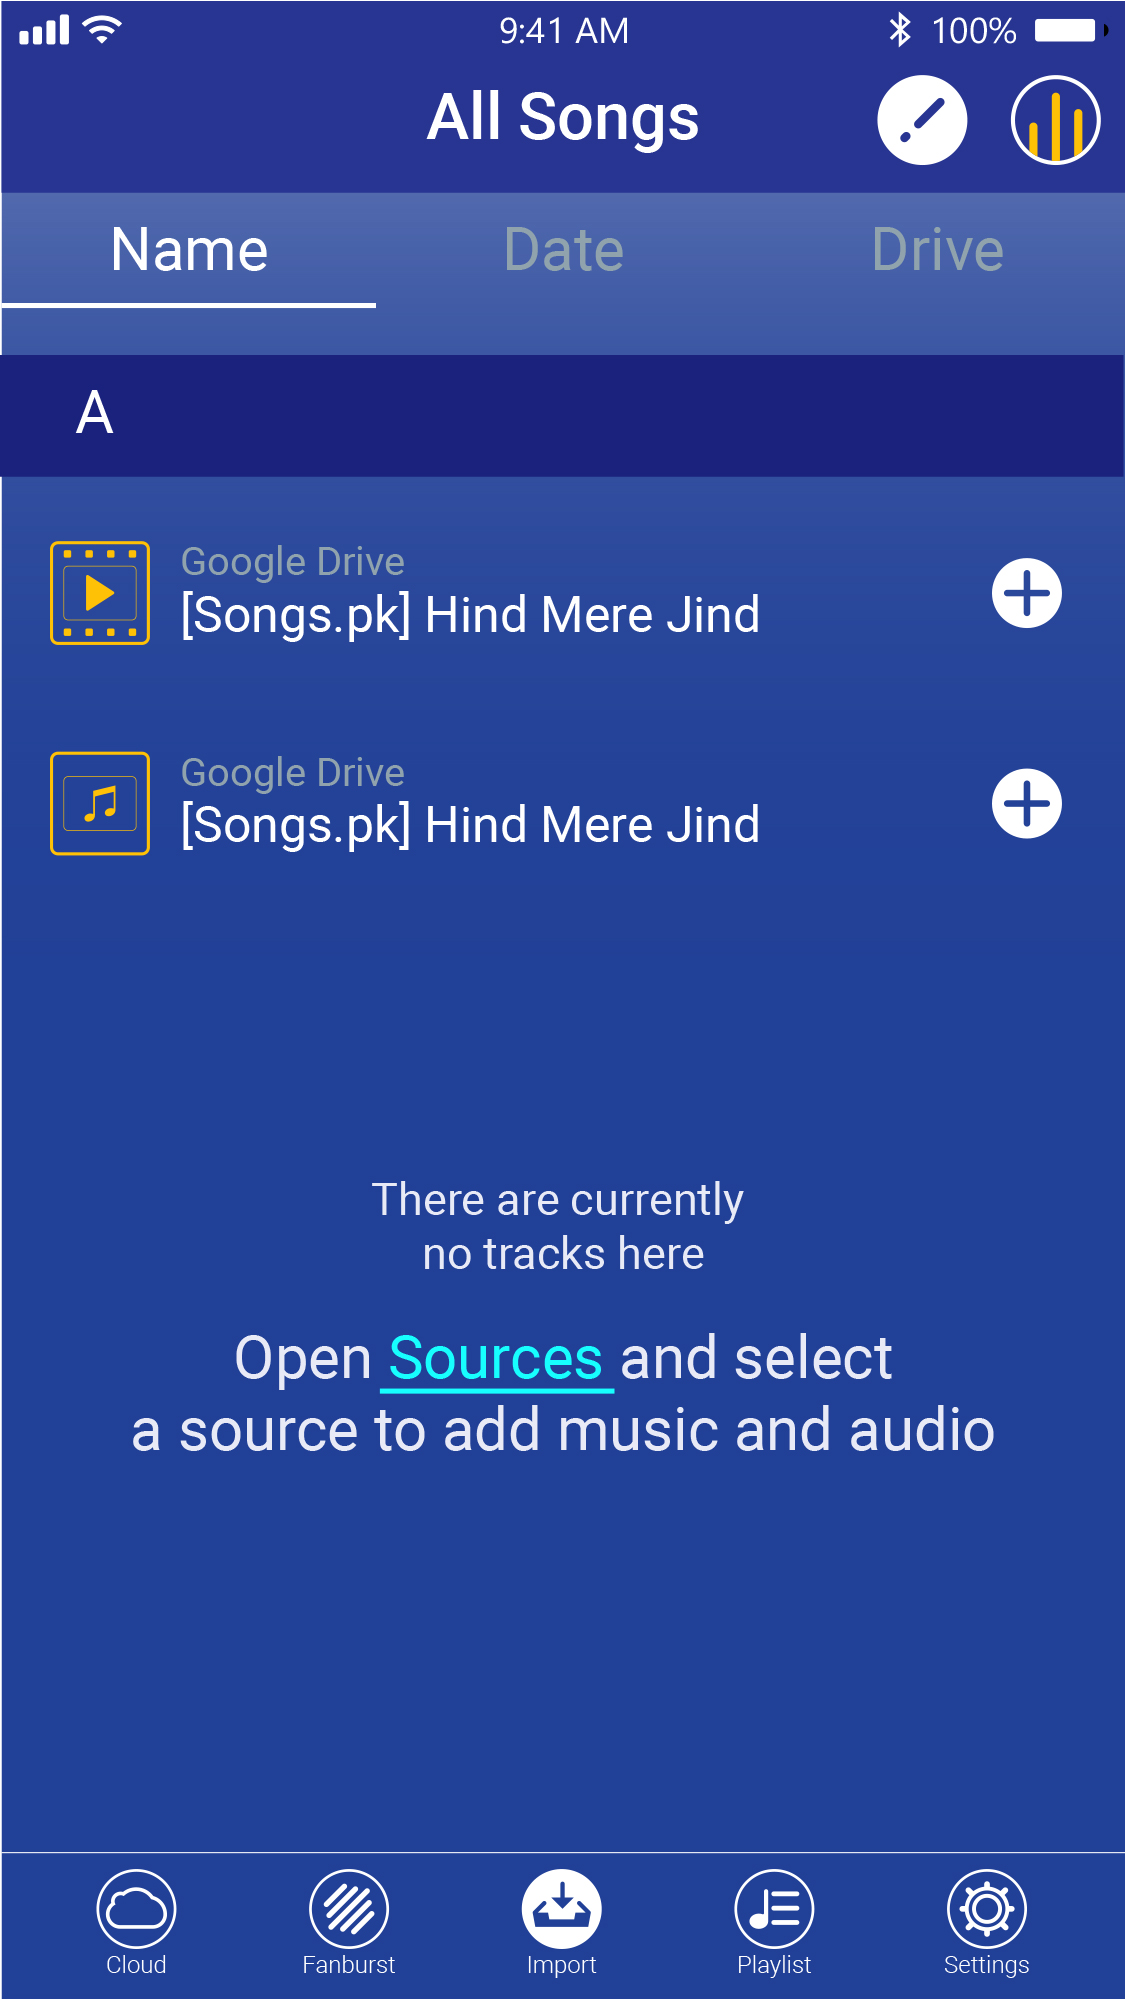 9:41 AM
100%
All Songs
Name Date Drive
A
Google Drive
[Songs.pk] Hind Mere Jind
Google Drive
[Songs.pk] Hind Mere Jind
There are currently
no tracks here
Open Sources and select
a source to add music and audio
Cloud Fanburst Import Playlist Settings